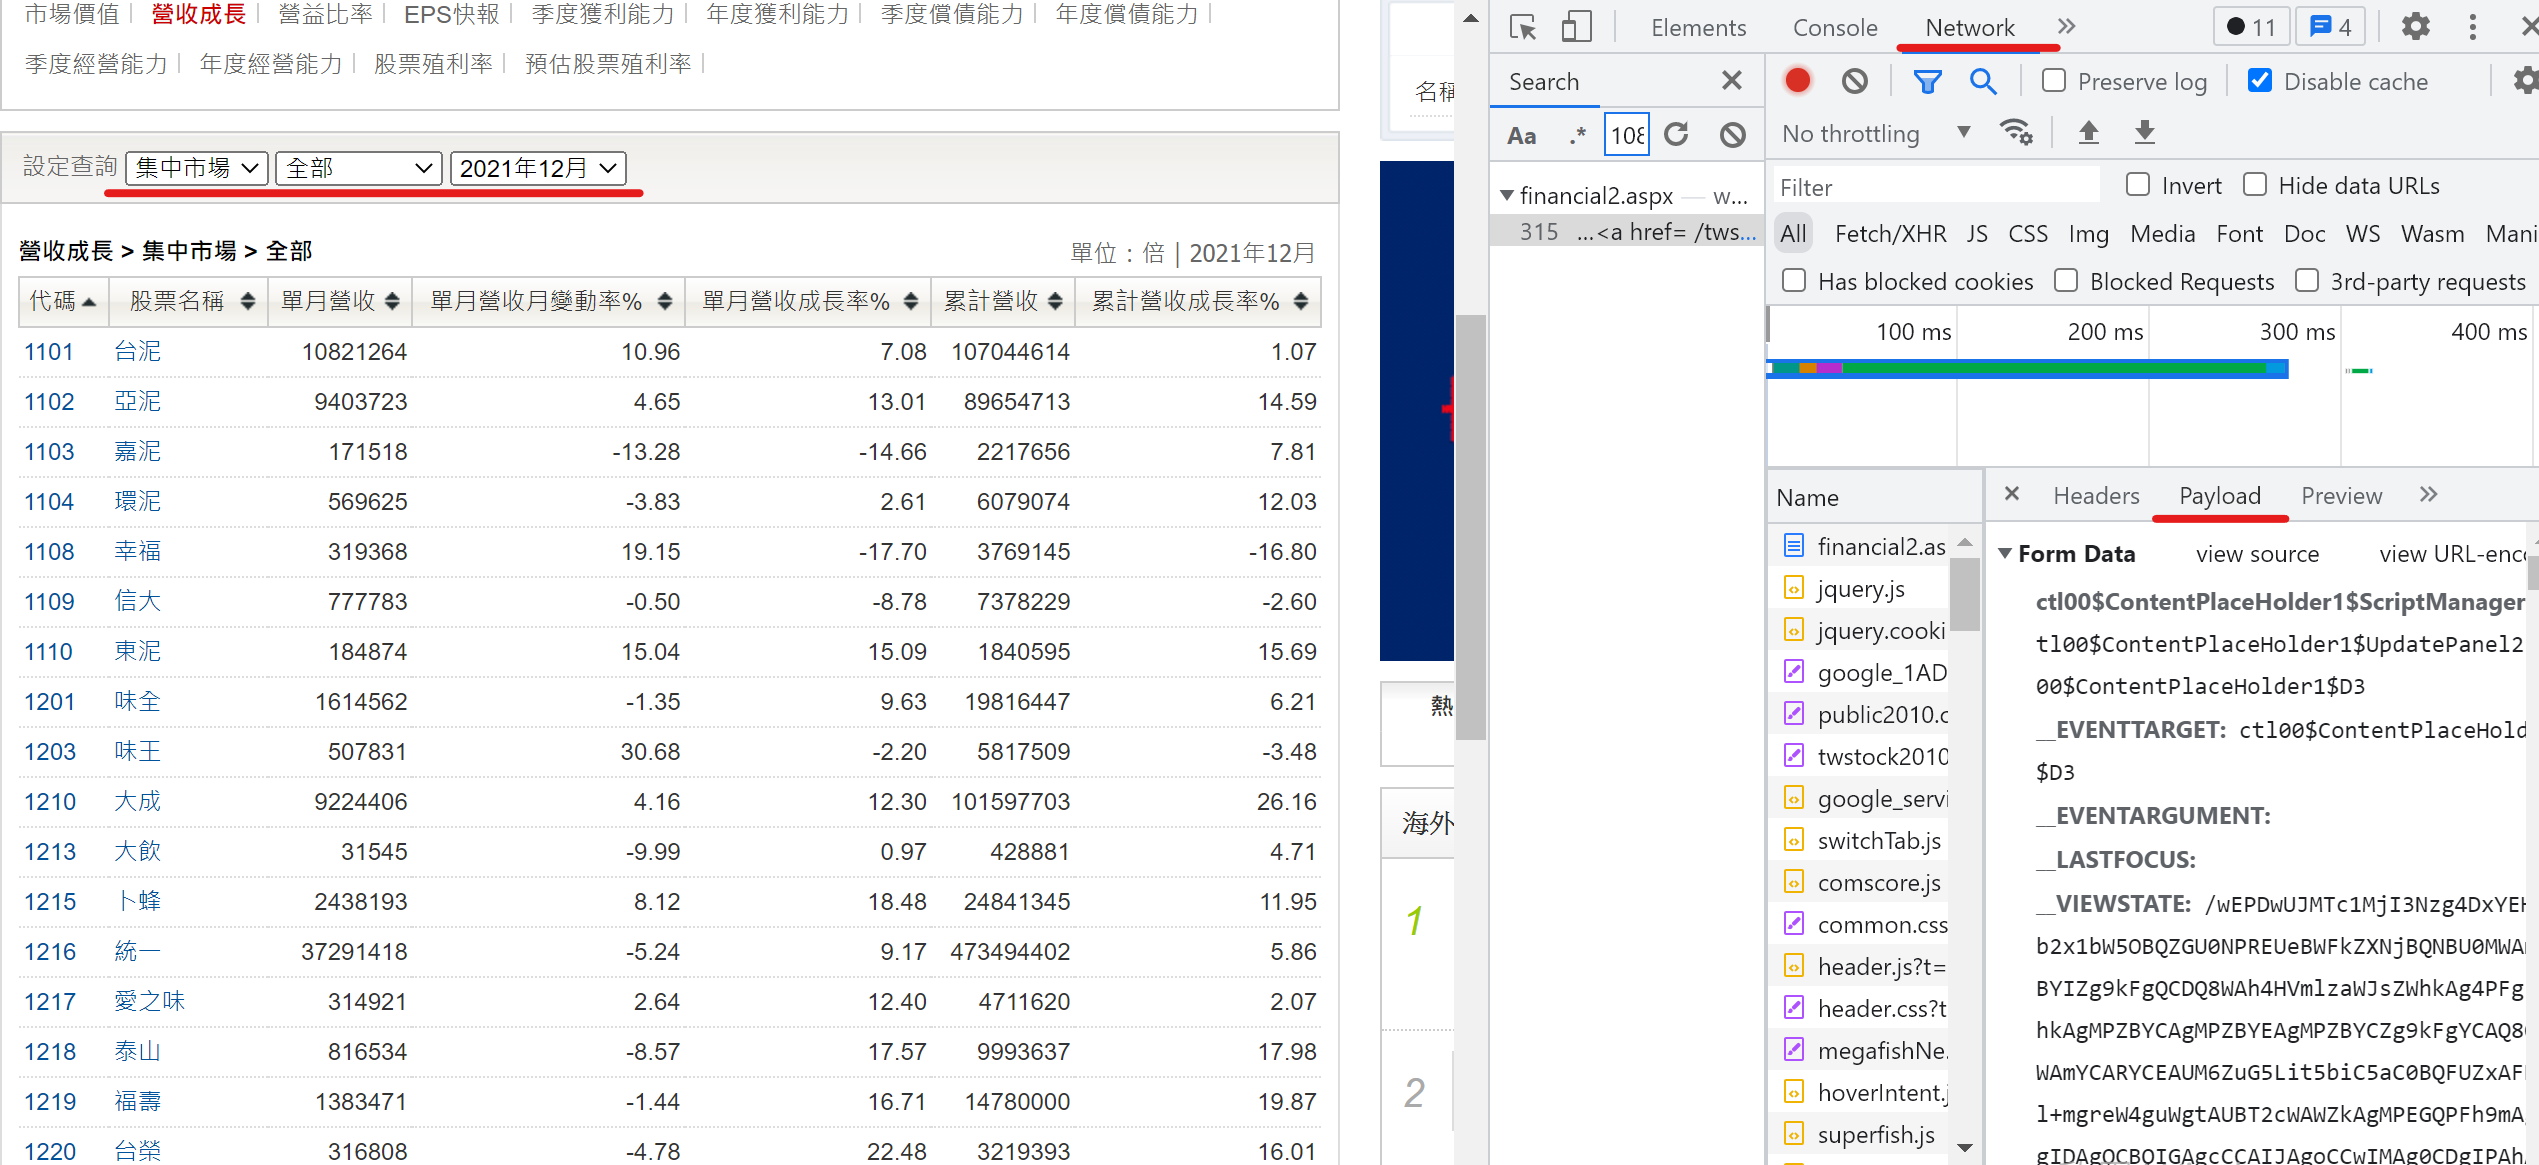 市場價值 營收成長 營益比率 EPS快報 季度獲利能力 年度獲利能力 季度償債能力 年度償債能力
季度經營能力 年度經營能力 股票殖利率 預估股票殖利率
設定查詢 集中市場 全部 2021年12月
營收成長 > 集中市場 > 全部
單位：倍 | 2021年12月
代碼 股票名稱 單月營收 單月營收月變動率% 單月營收成長率% 累計營收 累計營收成長率%
1101 台泥 10821264 10.96 7.08 107044614 1.07
1102 亞泥 9403723 4.65 13.01 89654713 14.59
1103 嘉泥 171518 -13.28 -14.66 2217656 7.81
1104 環泥 569625 -3.83 2.61 6079074 12.03
1108 幸福 319368 19.15 -17.70 3769145 -16.80
1109 信大 777783 -0.50 -8.78 7378229 -2.60
1110 東泥 184874 15.04 15.09 1840595 15.69
1201 味全 1614562 -1.35 9.63 19816447 6.21
1203 味王 507831 30.68 -2.20 5817509 -3.48
1210 大成 9224406 4.16 12.30 101597703 26.16
1213 大飲 31545 -9.99 0.97 428881 4.71
1215 卜蜂 2438193 8.12 18.48 24841345 11.95
1216 統一 37291418 -5.24 9.17 473494402 5.86
1217 愛之味 314921 2.64 12.40 4711620 2.07
1218 泰山 816534 -8.57 17.57 9993637 17.98
1219 福壽 1383471 -1.44 16.71 14780000 19.87
1220 台榮 316808 -4.78 22.48 3219393 16.01
名稱
熱
海外
1
2
Elements Console Network 11 4
Search
Aa .* 108
financial2.aspx — w...
315 ...<a href= /tws...
Preserve log Disable cache
No throttling
Filter Invert Hide data URLs
All Fetch/XHR JS CSS Img Media Font Doc WS Wasm Mani
Has blocked cookies Blocked Requests 3rd-party requests
100 ms 200 ms 300 ms 400 ms
Name
financial2.as
jquery.js
jquery.cooki
google_1AD
public2010.c
twstock2010
google_servi
switchTab.js
comscore.js
common.css
header.js?t=
header.css?t
megafishNe.
hoverIntent.j
superfish.js
Headers Payload Preview
Form Data view source view URL-enc
ctl00$ContentPlaceHolder1$ScriptManager
tl00$ContentPlaceHolder1$UpdatePanel2
00$ContentPlaceHolder1$D3
__EVENTTARGET: ctl00$ContentPlaceHold
$D3
__EVENTARGUMENT:
__LASTFOCUS:
__VIEWSTATE: /wEPDwUJMTc1MjI3Nzg4DxYEH
b2x1bW5OBQZGU0NPREUeBWFkZXNjBQNBU0MWA
BYIZg9kFgQCDQ8WAh4HVmlzaWJsZWhkAg4PFg
hkAgMPZBYCAgMPZBYEAgMPZBYCZg9kFgYCAQ8
WAmYCARYCEAUM6ZuG5Lit5biC5aC0BQFUZxAF
l+mgreW4guWgtAUBT2cWAWZkAgMPEGQPFh9mA
gIDAgQCBQIGAgcCCAIJAgoCCwIMAg0CDgIPAhA